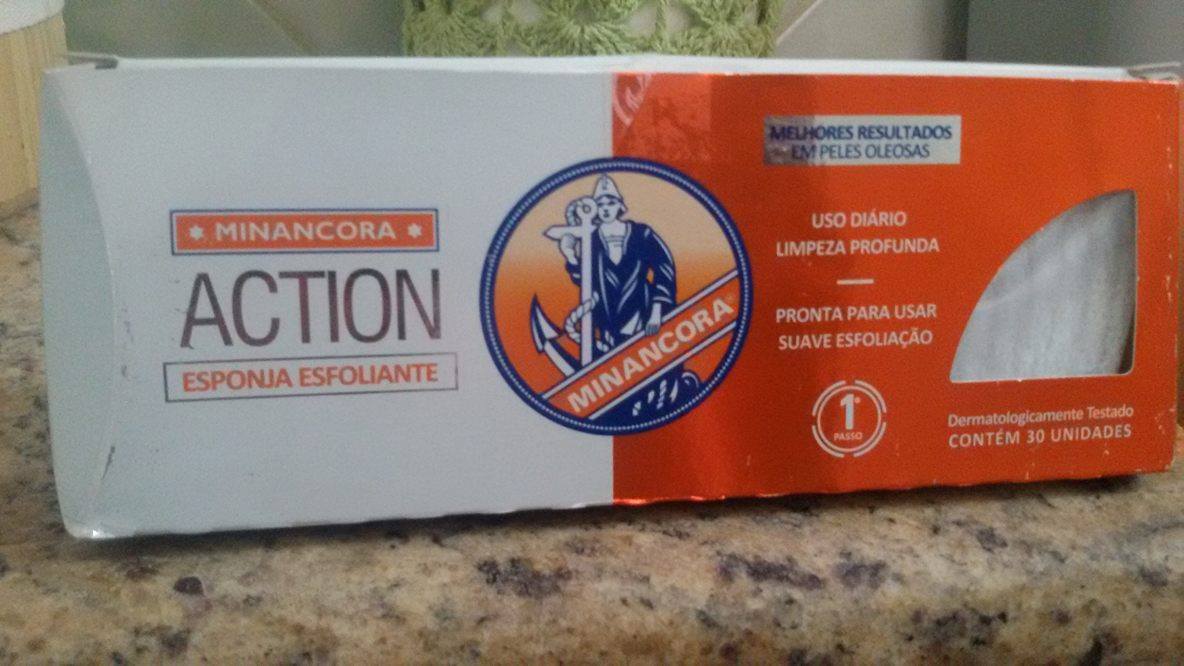 MINANCORA
ACTION
ESPONJA ESFOLIANTE
MINANCORA
MELHORES RESULTADOS
EM PELES OLEOSAS
USO DIÁRIO
LIMPEZA PROFUNDA
PRONTA PARA USAR
SUAVE ESFOLIAÇÃO
1º
PASSO
Dermatologicamente Testado
CONTÉM 30 UNIDADES